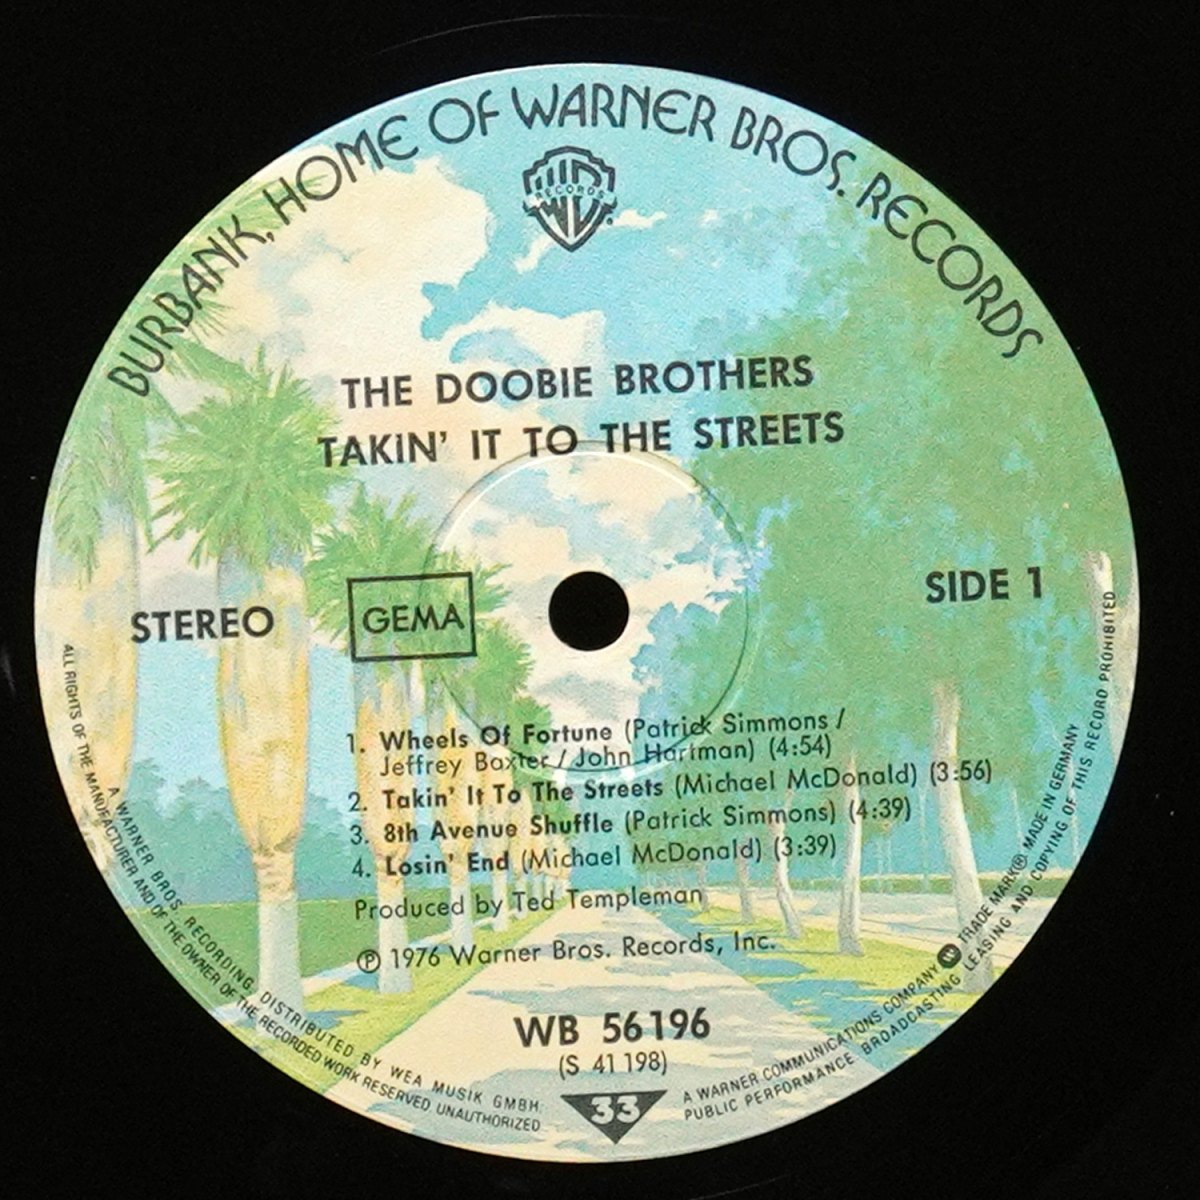 BURBANK, HOME OF WARNER BROS. RECORDS
WB
RECORDS
THE DOOBIE BROTHERS
TAKIN' IT TO THE STREETS
STEREO
GEMA
SIDE 1
1. Wheels Of Fortune (Patrick Simmons /
Jeffrey Baxter / John Hartman) (4:54)
2. Takin' It To The Streets (Michael McDonald) (3:56)
3. 8th Avenue Shuffle (Patrick Simmons) (4:39)
4. Losin' End (Michael McDonald) (3:39)
Produced by Ted Templeman
℗ 1976 Warner Bros. Records, Inc.
WB 56 196
(S 41 198)
33
A WARNER BROS. RECORDING, DISTRIBUTED BY WEA MUSIK GMBH.
A WARNER COMMUNICATIONS COMPANY W TRADE MARK® MADE IN GERMANY
ALL RIGHTS OF THE MANUFACTURER AND OF THE OWNER OF THE RECORDED WORK RESERVED. UNAUTHORIZED
PUBLIC PERFORMANCE. BROADCASTING LEASING AND COPYING OF THIS RECORD PROHIBITED